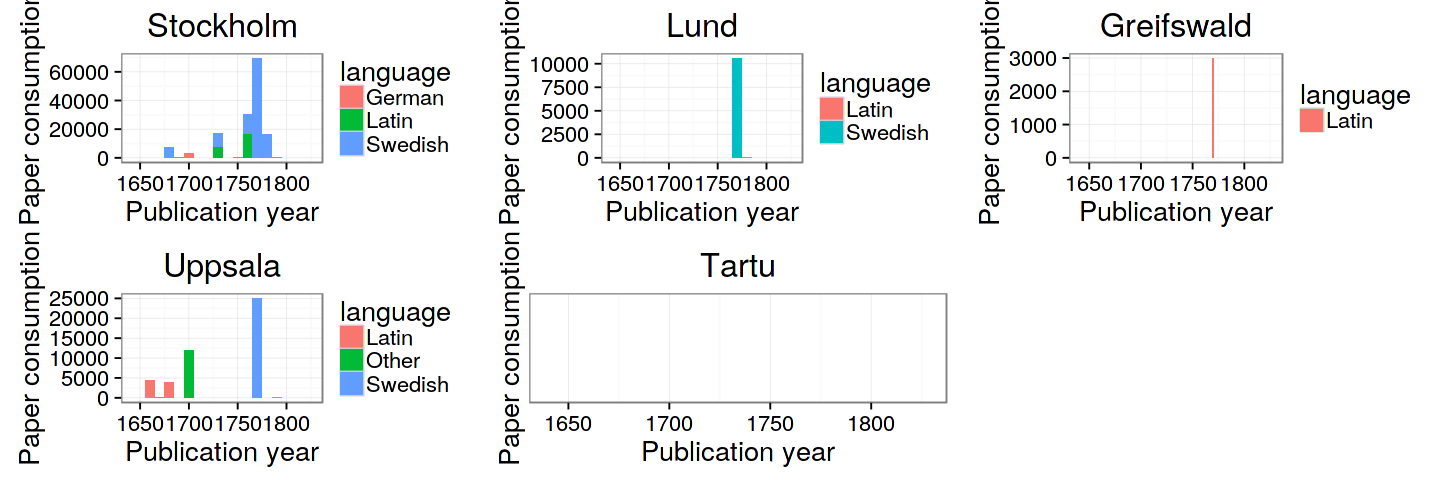 Stockholm
Paper consumption
60000
40000
20000
0
1650 1700 1750 1800
Publication year
language
German
Latin
Swedish
Lund
Paper consumption
10000
7500
5000
2500
0
1650 1700 1750 1800
Publication year
language
Latin
Swedish
Greifswald
Paper consumption
3000
2000
1000
0
1650 1700 1750 1800
Publication year
language
Latin
Uppsala
Paper consumption
25000
20000
15000
10000
5000
0
1650 1700 1750 1800
Publication year
language
Latin
Other
Swedish
Tartu
Paper consumption
1650 1700 1750 1800
Publication year